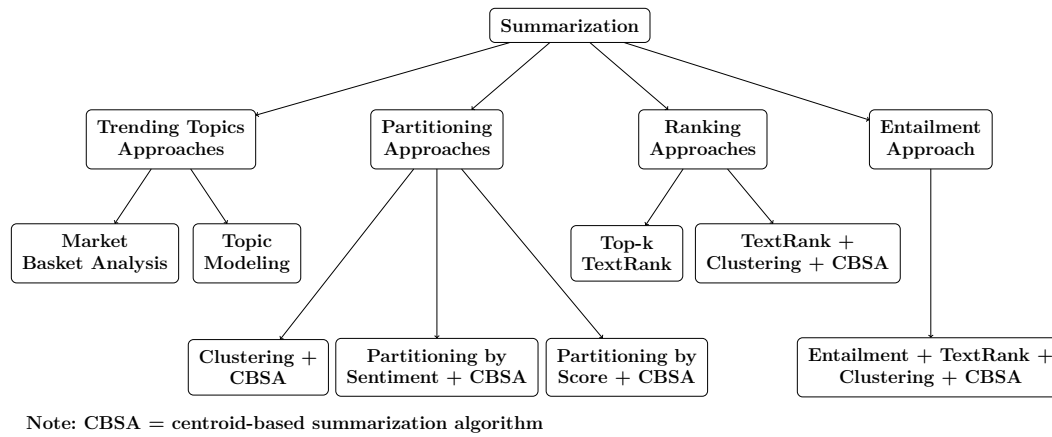 Summarization
Trending Topics
Approaches
Partitioning
Approaches
Ranking
Approaches
Entailment
Approach
Market
Basket Analysis
Topic
Modeling
Top-k
TextRank
TextRank +
Clustering + CBSA
Clustering +
CBSA
Partitioning by
Sentiment + CBSA
Partitioning by
Score + CBSA
Entailment + TextRank +
Clustering + CBSA
Note: CBSA = centroid-based summarization algorithm